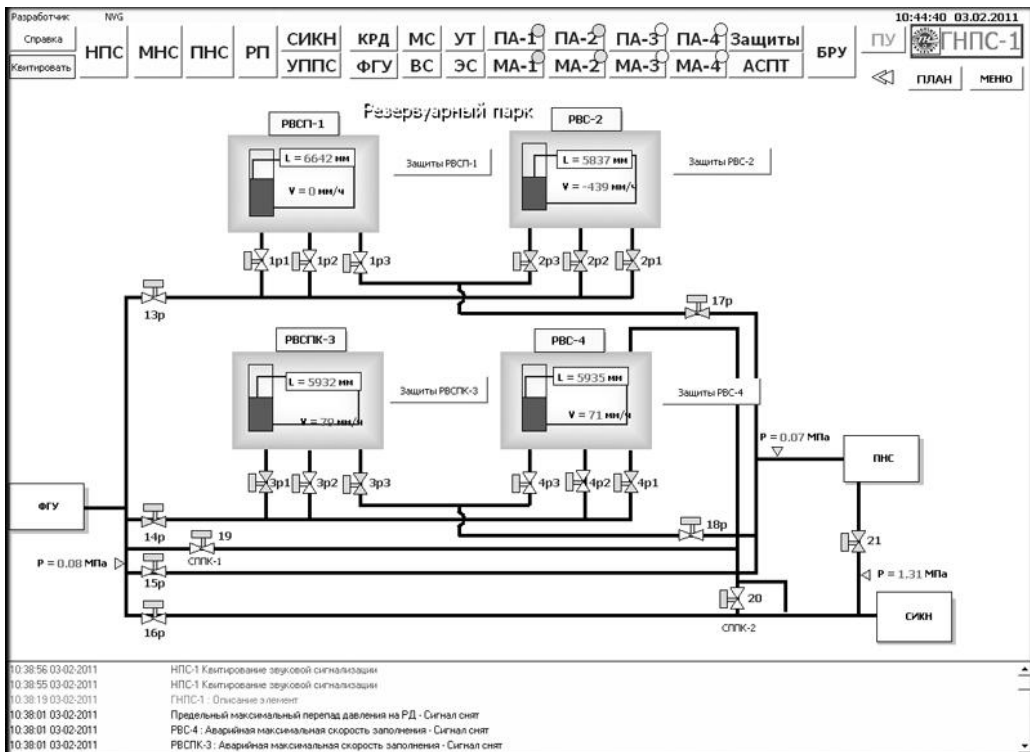 Разработчик NVG 10:44:40 03.02.2011
Справка НПС МНС ПНС РП СИКН КРД МС УТ ПА-1 ПА-2 ПА-3 ПА-4 Защиты БРУ ПУ ГНПС-1
Квитировать УППС ФГУ ВС ЭС МА-1 МА-2 МА-3 МА-4 АСПТ
ПЛАН МЕНЮ
Резервуарный парк
РВСП-1 РВС-2
L = 6642 мм Защиты РВСП-1 L = 5837 мм Защиты РВС-2
V = 0 мм/ч V = -439 мм/ч
1р1 1р2 1р3 2р3 2р2 2р1
13р 17р
РВСПК-3 РВС-4
L = 5932 мм Защиты РВСПК-3 L = 5935 мм Защиты РВС-4
V = 79 мм/ч V = 71 мм/ч
P = 0.07 МПа
ПНС
3р1 3р2 3р3 4р3 4р2 4р1
ФГУ
14р 19 18р 21
СППК-1
P = 0.08 МПа
15р P = 1.31 МПа
20
16р СППК-2 СИКН
10:38:56 03-02-2011 НПС-1 Квитирование звуковой сигнализации
10:38:55 03-02-2011 НПС-1 Квитирование звуковой сигнализации
10:38:19 03-02-2011 ГНПС-1 : Описание элемент
10:38:01 03-02-2011 Предельный максимальный перепад давления на РД - Сигнал снят
10:38:01 03-02-2011 РВС-4 : Аварийная максимальная скорость заполнения - Сигнал снят
10:38:01 03-02-2011 РВСПК-3 : Аварийная максимальная скорость заполнения - Сигнал снят